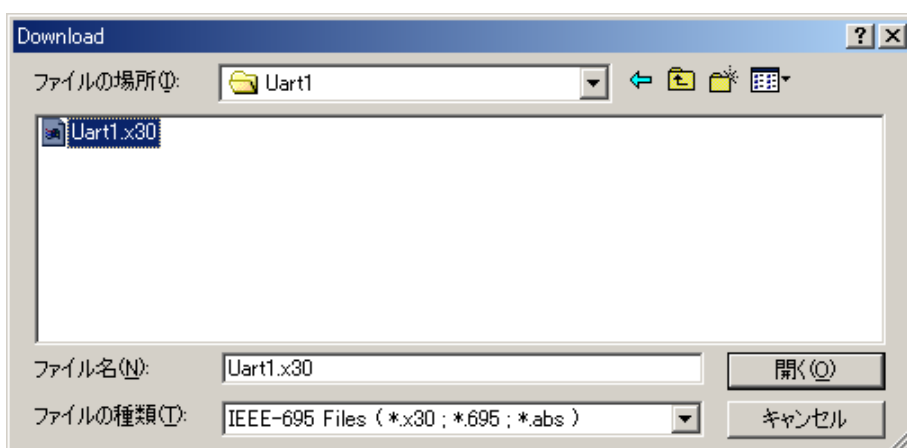 Download
ファイルの場所(I):
Uart1
Uart1.x30
ファイル名(N):
Uart1.x30
開く(O)
ファイルの種類(T):
IEEE-695 Files ( *.x30 ; *.695 ; *.abs )
キャンセル